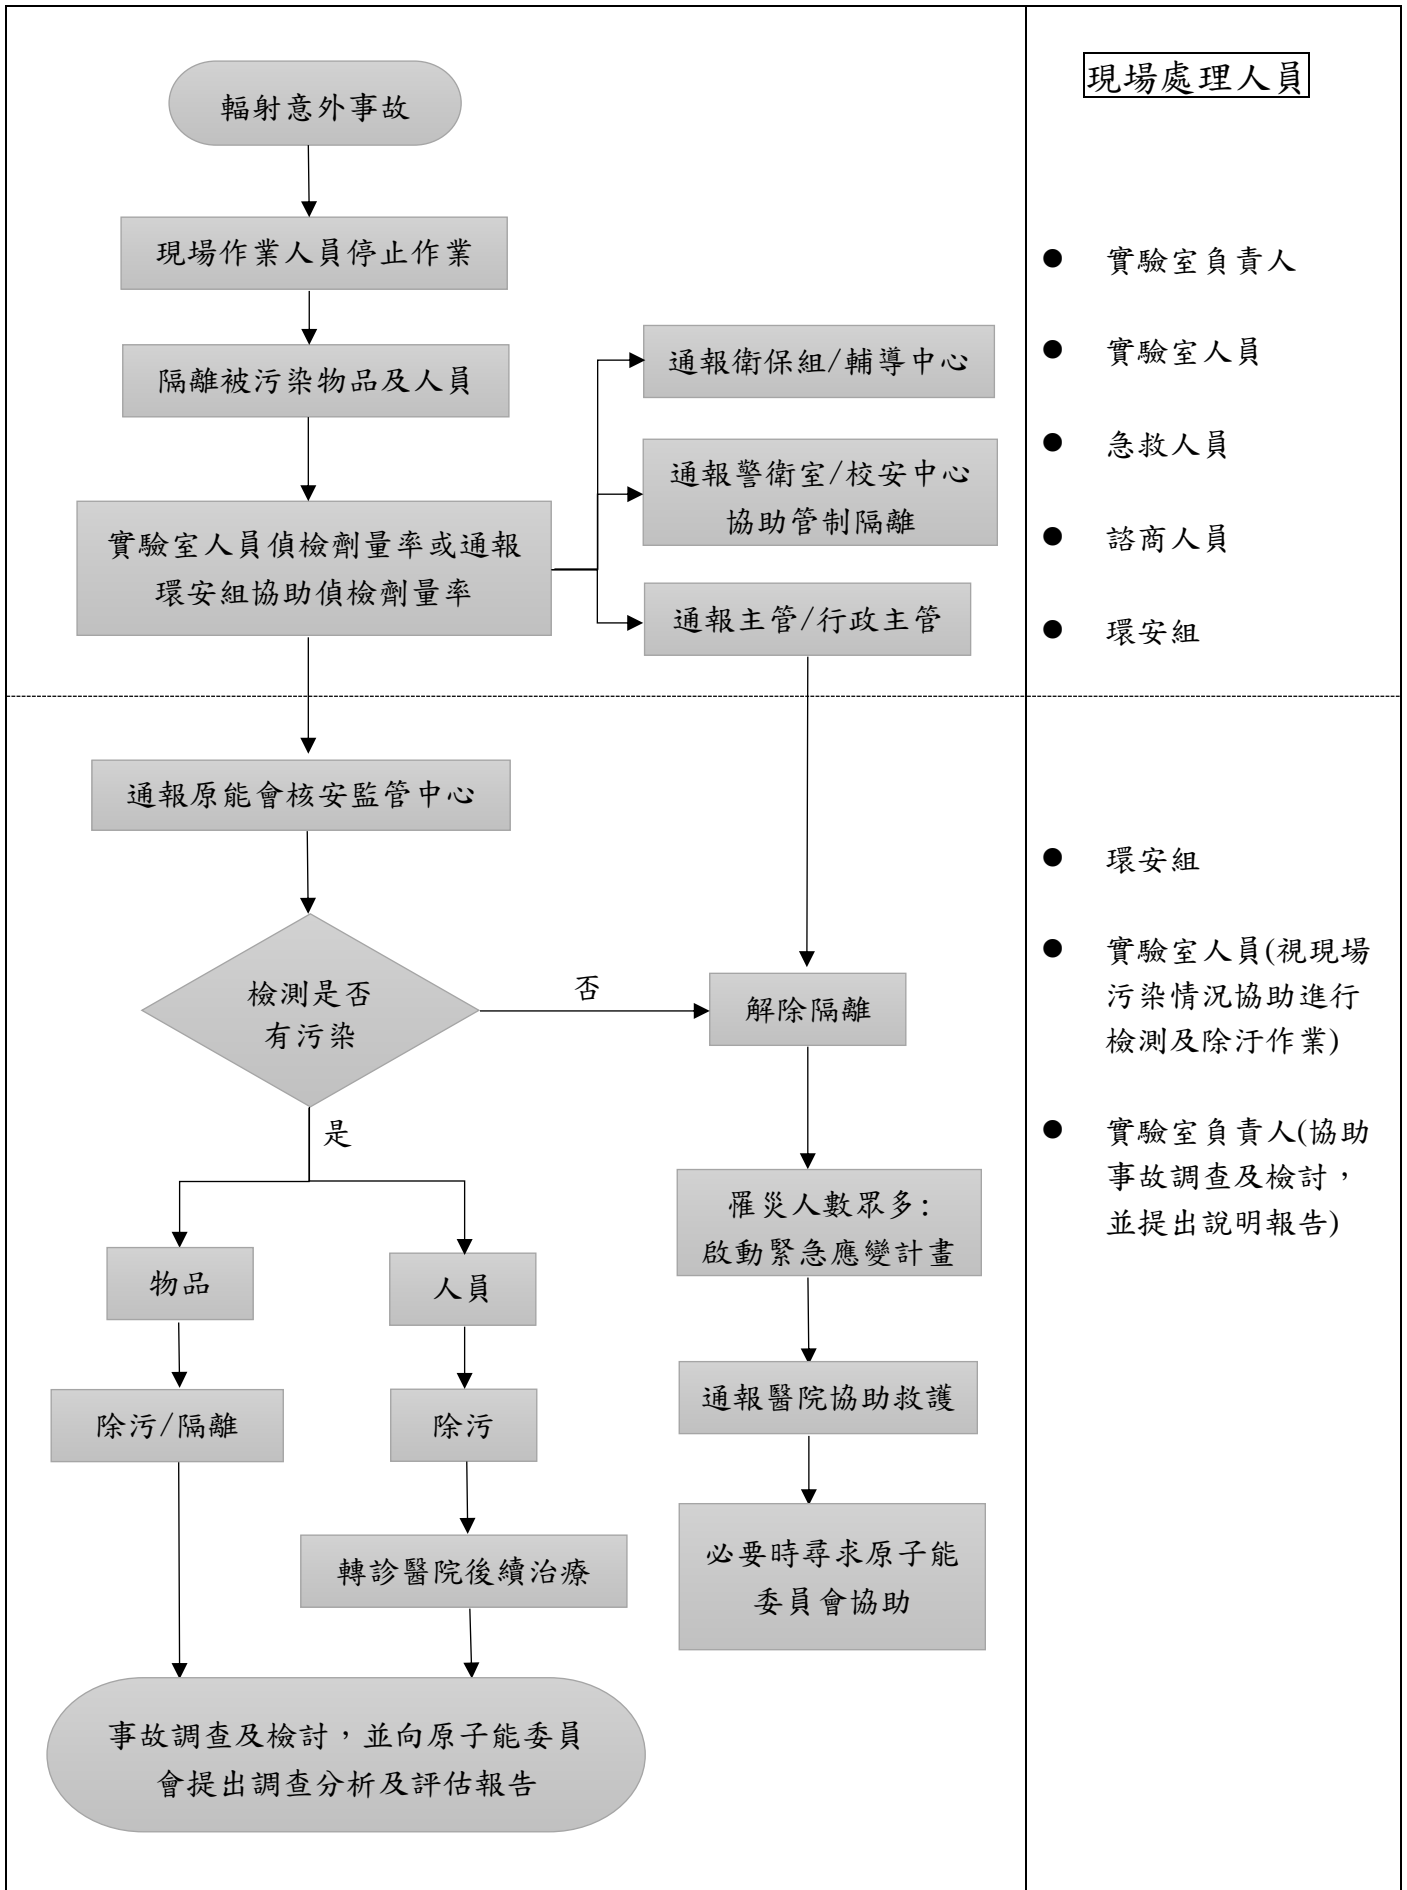 輻射意外事故
現場作業人員停止作業
隔離被污染物品及人員
實驗室人員偵檢劑量率或通報
環安組協助偵檢劑量率
通報衛保組/輔導中心
通報警衛室/校安中心
協助管制隔離
通報主管/行政主管
通報原能會核安監管中心
檢測是否
有污染
否
解除隔離
是
物品
人員
除污/隔離
除污
轉診醫院後續治療
罹災人數眾多:
啟動緊急應變計畫
通報醫院協助救護
必要時尋求原子能
委員會協助
事故調查及檢討，並向原子能委員
會提出調查分析及評估報告
現場處理人員
● 實驗室負責人
● 實驗室人員
● 急救人員
● 諮商人員
● 環安組
● 環安組
● 實驗室人員(視現場
污染情況協助進行
檢測及除汙作業)
● 實驗室負責人(協助
事故調查及檢討，
並提出說明報告)